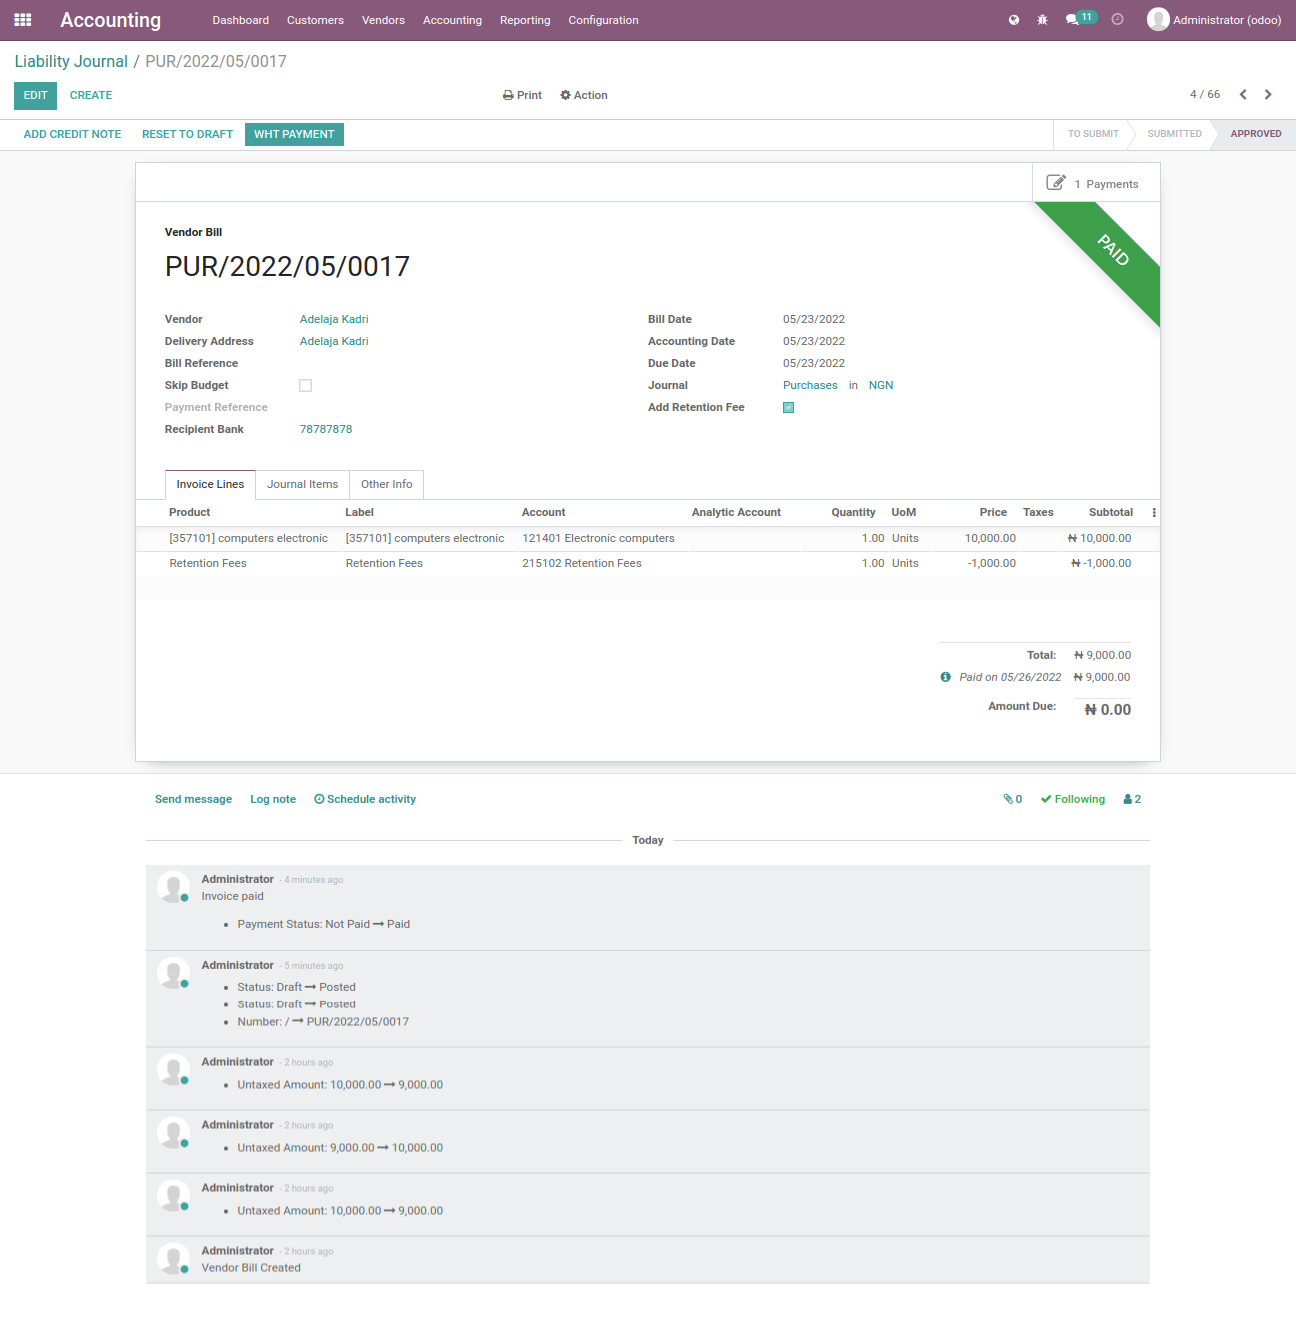 Accounting Dashboard Customers Vendors Accounting Reporting Configuration 11 Administrator (odoo)
Liability Journal / PUR/2022/05/0017
EDIT CREATE Print Action 4 / 66
ADD CREDIT NOTE RESET TO DRAFT WHT PAYMENT TO SUBMIT SUBMITTED APPROVED
1 Payments
PAID
Vendor Bill
PUR/2022/05/0017
Vendor Adelaja Kadri Bill Date 05/23/2022
Delivery Address Adelaja Kadri Accounting Date 05/23/2022
Bill Reference Due Date 05/23/2022
Skip Budget Journal Purchases in NGN
Payment Reference Add Retention Fee
Recipient Bank 78787878
Invoice Lines Journal Items Other Info
Product Label Account Analytic Account Quantity UoM Price Taxes Subtotal
[357101] computers electronic [357101] computers electronic 121401 Electronic computers 1.00 Units 10,000.00 ₦ 10,000.00
Retention Fees Retention Fees 215102 Retention Fees 1.00 Units -1,000.00 ₦ -1,000.00
Total: ₦ 9,000.00
Paid on 05/26/2022 ₦ 9,000.00
Amount Due: ₦ 0.00
Send message Log note Schedule activity 0 Following 2
Today
Administrator - 4 minutes ago
Invoice paid
• Payment Status: Not Paid → Paid
Administrator - 5 minutes ago
• Status: Draft → Posted
• Status: Draft → Posted
• Number: / → PUR/2022/05/0017
Administrator - 2 hours ago
• Untaxed Amount: 10,000.00 → 9,000.00
Administrator - 2 hours ago
• Untaxed Amount: 9,000.00 → 10,000.00
Administrator - 2 hours ago
• Untaxed Amount: 10,000.00 → 9,000.00
Administrator - 2 hours ago
Vendor Bill Created